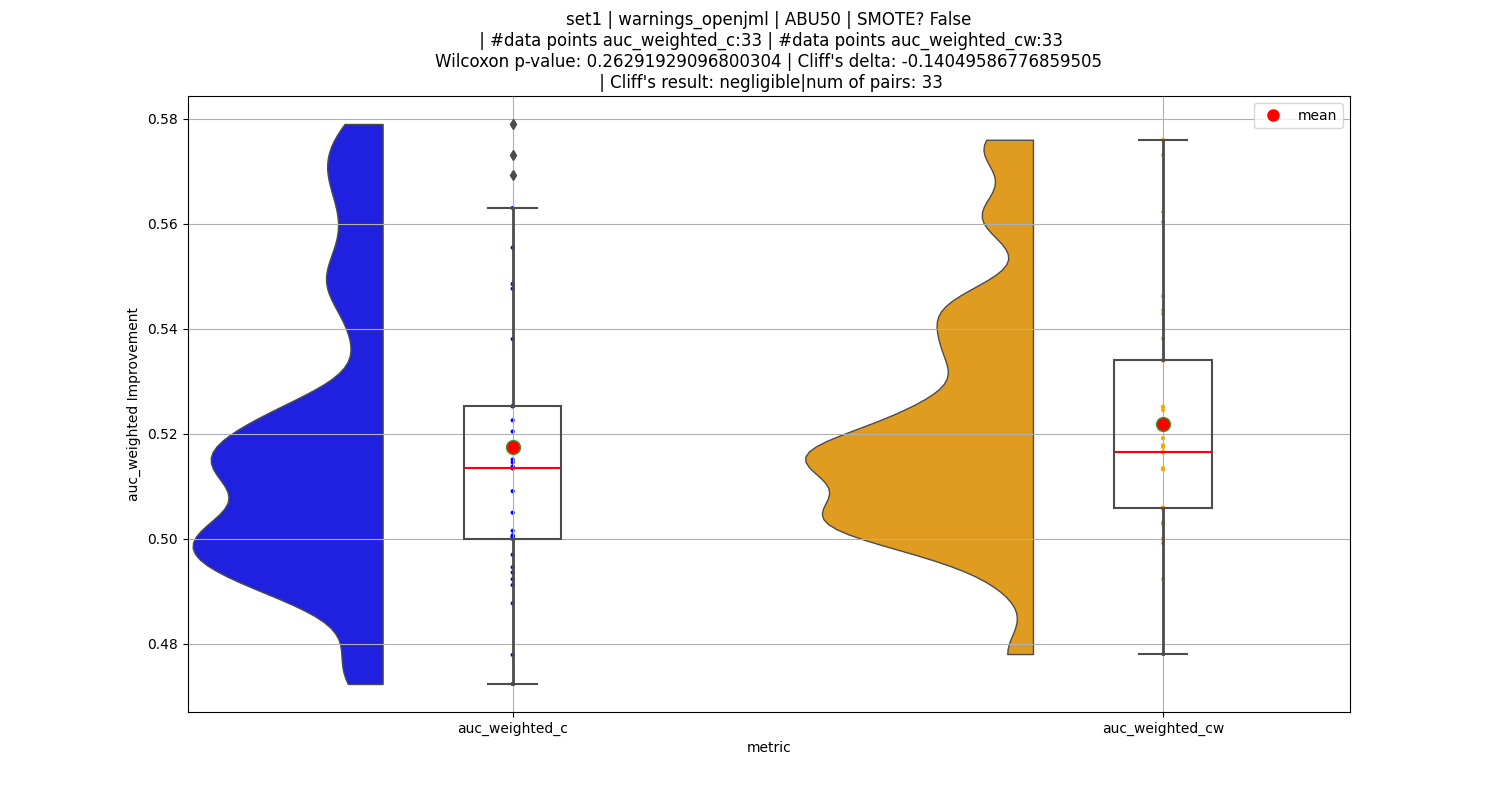 set1 | warnings_openjml | ABU50 | SMOTE? False
| #data points auc_weighted_c:33 | #data points auc_weighted_cw:33
Wilcoxon p-value: 0.26291929096800304 | Cliff's delta: -0.14049586776859505
| Cliff's result: negligible|num of pairs: 33
mean
0.58
0.56
0.54
0.52
0.50
0.48
auc_weighted Improvement
auc_weighted_c
auc_weighted_cw
metric